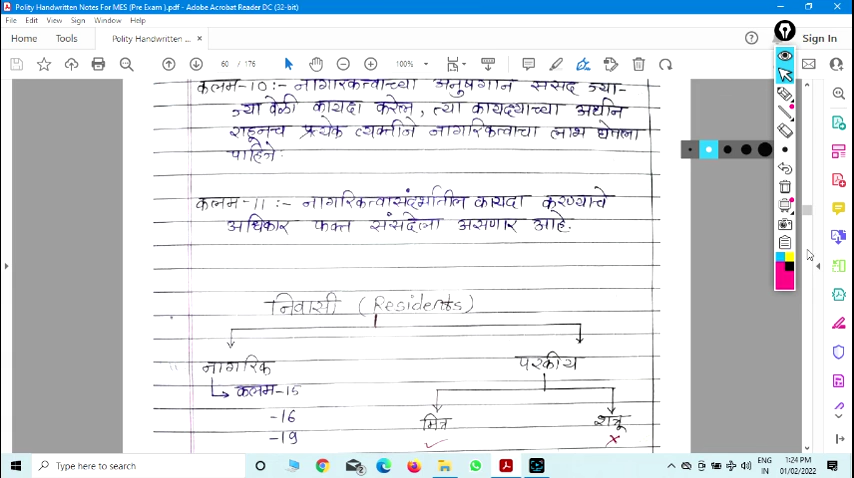 Polity Handwritten Notes For MES (Pre Exam ).pdf - Adobe Acrobat Reader DC (32-bit)
File Edit View Sign Window Help
Home Tools Polity Handwritten ... × Sign In
60 / 176 100%
कलम-10 :- नागरिकत्वाच्या अनुषंगान संसद ज्या-
ज्या वेळी कायदा करेल, त्या कायद्याच्या अधीन
राहूनच प्रत्येक व्यक्तीने नागरिकत्वाचा लाभ घेतला
पाहिजे.
कलम-11 :- नागरिकत्वासंदर्भातील कायदा करण्याचे
अधिकार फक्त संसदेला असणार आहे.
निवासी (Residents)
नागरिक परकीय
कलम-15
-16 मित्र शत्रू
-19
Type here to search
ENG 1:24 PM
IN 01/02/2022